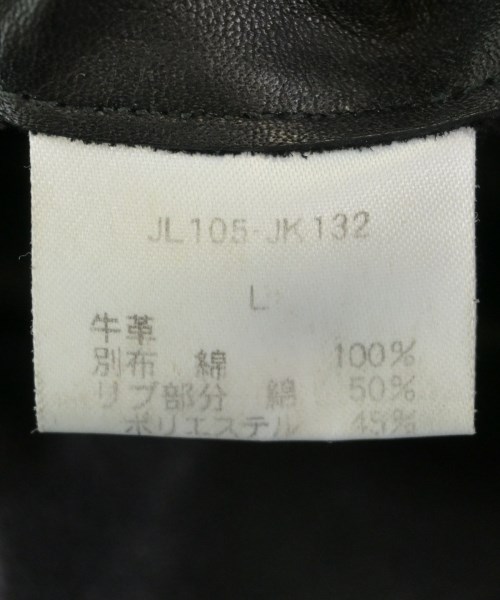 JL105-JK132
L
牛革
別布 綿 100%
リブ部分 綿 50%
ポリエステル 45%